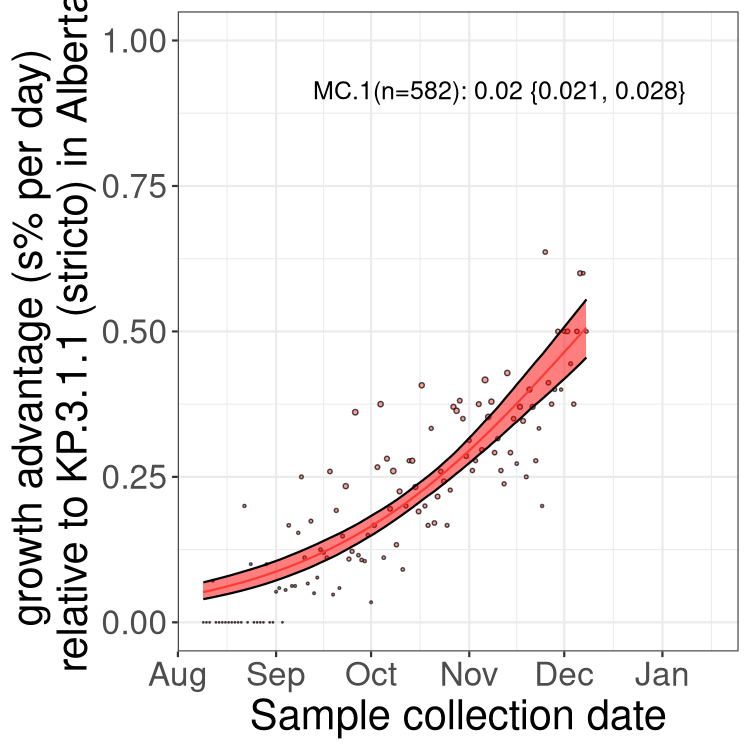 growth advantage (s% per day)
relative to KP.3.1.1 (stricto) in Alberta
1.00
0.75
0.50
0.25
0.00
MC.1(n=582): 0.02 {0.021, 0.028}
Aug Sep Oct Nov Dec Jan
Sample collection date